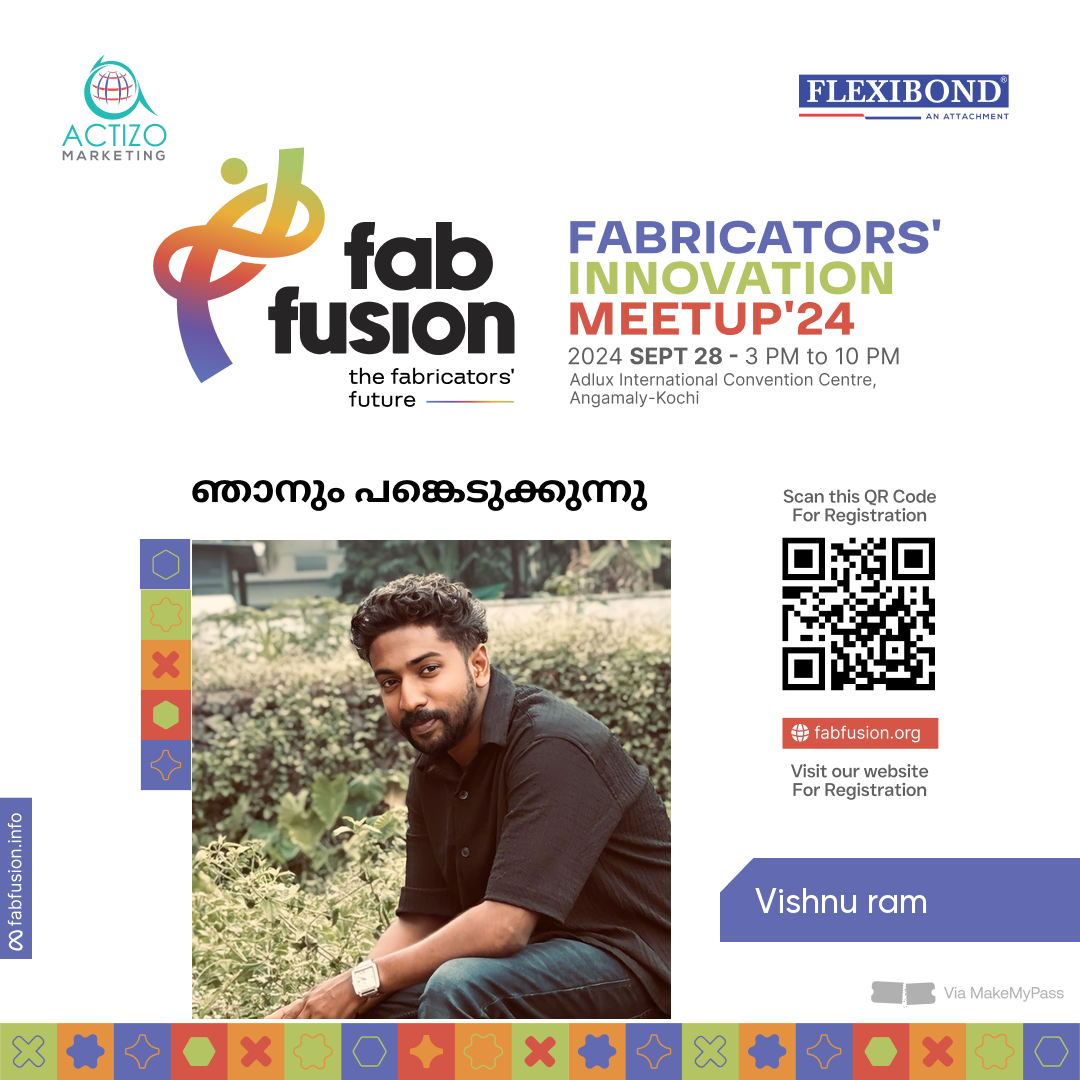 ACTIZO
MARKETING
FLEXIBOND®
AN ATTACHMENT
fab
fusion
the fabricators'
future
FABRICATORS'
INNOVATION
MEETUP'24
2024 SEPT 28 - 3 PM to 10 PM
Adlux International Convention Centre,
Angamaly-Kochi
ഞാനും പങ്കെടുക്കുന്നു
Scan this QR Code
For Registration
fabfusion.org
Visit our website
For Registration
fabfusion.info
Vishnu ram
Via MakeMyPass